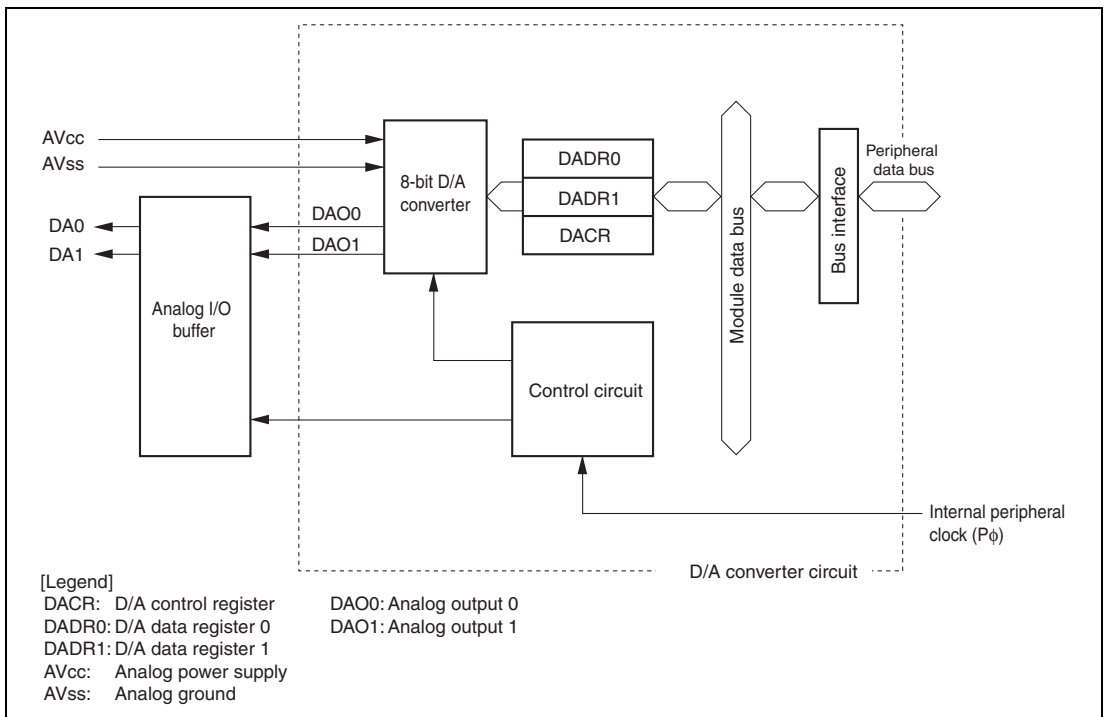 AVcc
AVss
DA0
DA1
Analog I/O
buffer
DAO0
DAO1
8-bit D/A
converter
DADR0
DADR1
DACR
Control circuit
Module data bus
Bus interface
Peripheral
data bus
Internal peripheral
clock (Pϕ)
D/A converter circuit
[Legend]
DACR: D/A control register
DADR0: D/A data register 0
DADR1: D/A data register 1
AVcc: Analog power supply
AVss: Analog ground
DAO0: Analog output 0
DAO1: Analog output 1